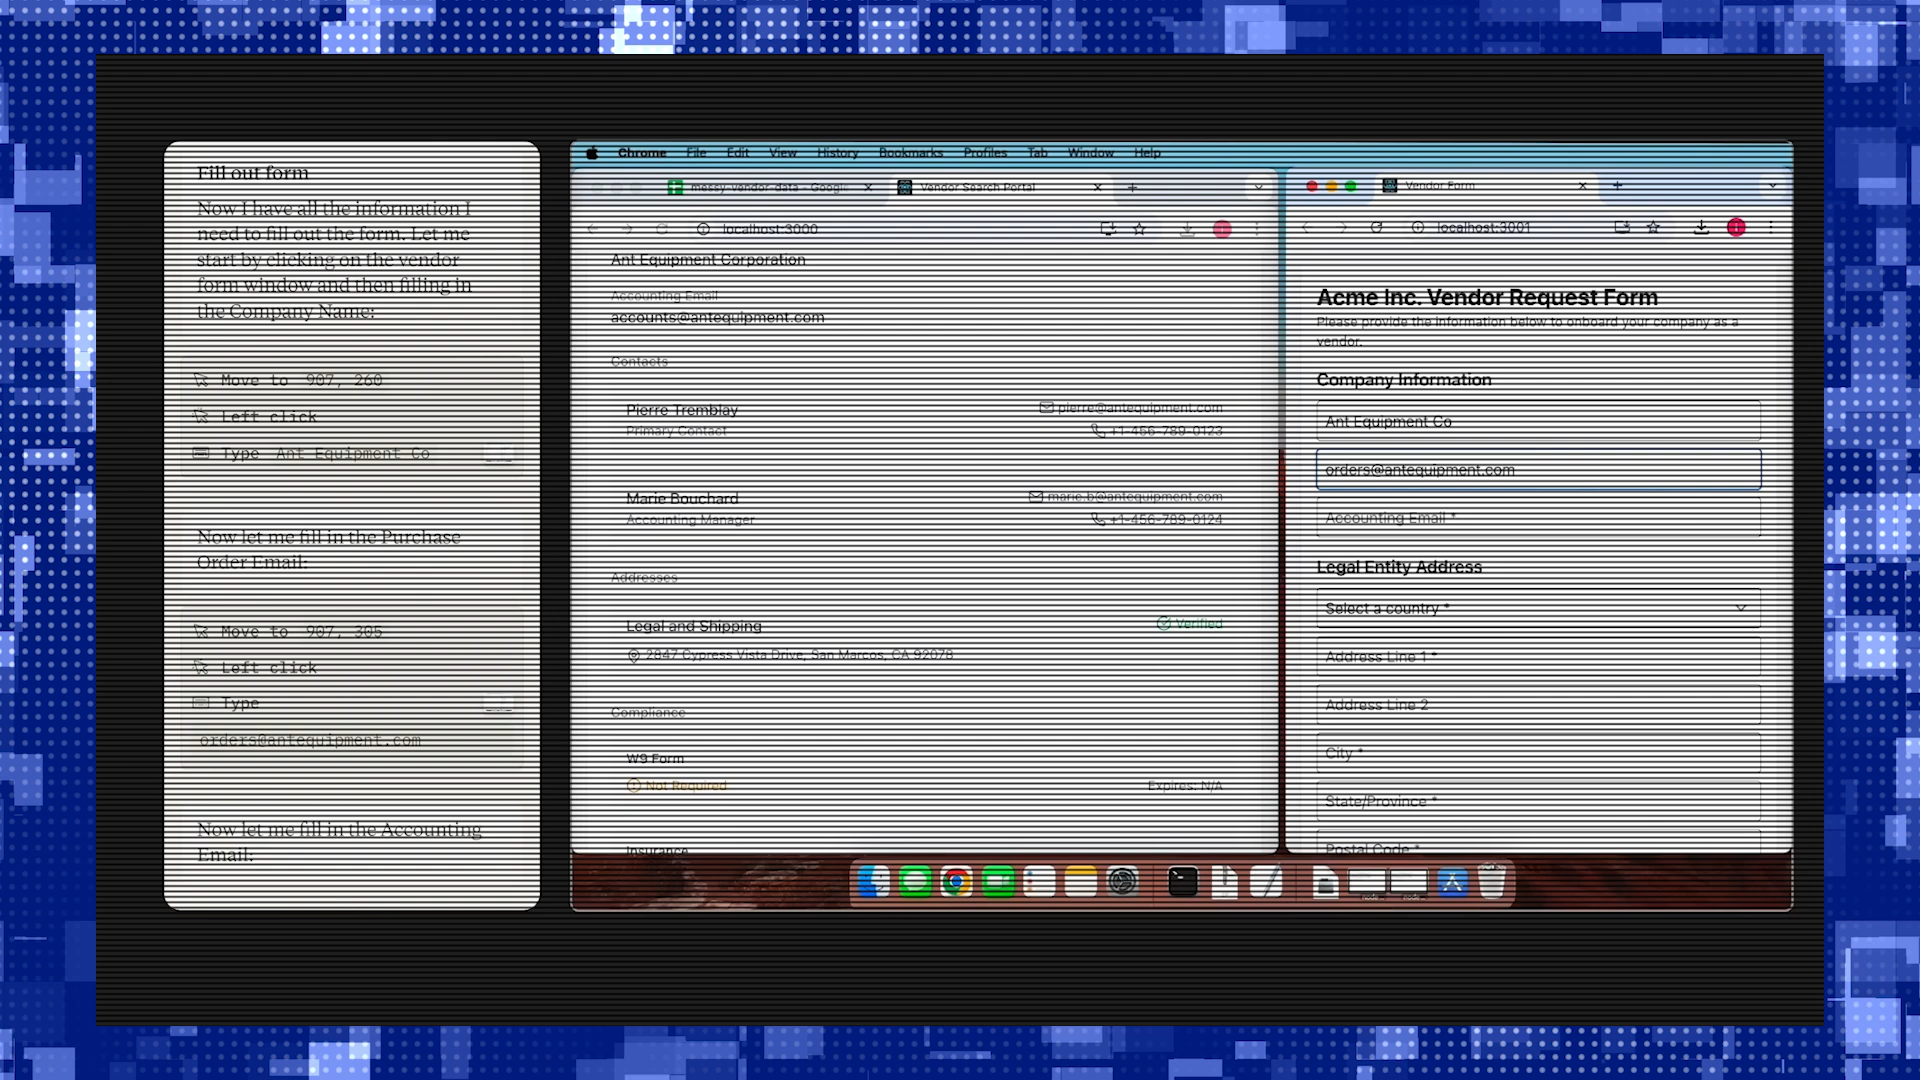 Fill out form
Now I have all the information I
need to fill out the form. Let me
start by clicking on the vendor
form window and then filling in
the Company Name:
Move to 907, 260
Left click
Type Ant Equipment Co
Now let me fill in the Purchase
Order Email:
Move to 907, 305
Left click
Type
orders@antequipment.com
Now let me fill in the Accounting
Email:
Chrome File Edit View History Bookmarks Profiles Tab Window Help
messy-vendor-data - Google
Vendor Search Portal
localhost:3000
Ant Equipment Corporation
Accounting Email
accounts@antequipment.com
Contacts
Pierre Tremblay
pierre@antequipment.com
Primary Contact
+1-456-789-0123
Marie Bouchard
marie.b@antequipment.com
Accounting Manager
+1-456-789-0124
Addresses
Legal and Shipping
Verified
2847 Cypress Vista Drive, San Marcos, CA 92078
Compliance
W9 Form
Not Required
Expires: N/A
Insurance
Vendor Form
localhost:3001
Acme Inc. Vendor Request Form
Please provide the information below to onboard your company as a
vendor.
Company Information
Ant Equipment Co
orders@antequipment.com
Accounting Email *
Legal Entity Address
Select a country *
Address Line 1 *
Address Line 2
City *
State/Province *
Postal Code *